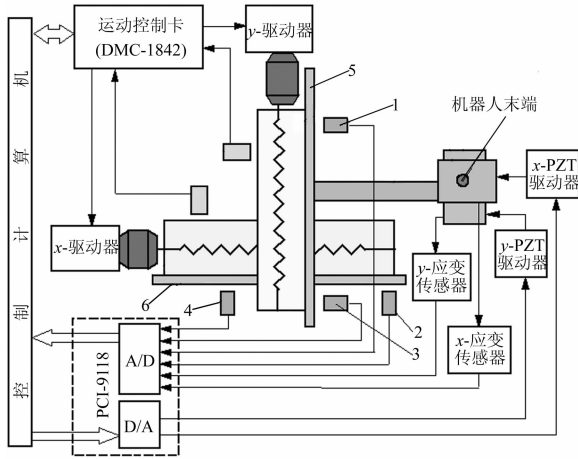 运动控制卡
(DMC-1842)
y-驱动器
5
1
机器人末端
x-PZT
驱动器
y-PZT
驱动器
x-驱动器
y-应变
传感器
6
4
3
2
x-应变
传感器
A/D
PCI-9118
D/A
控制计算机